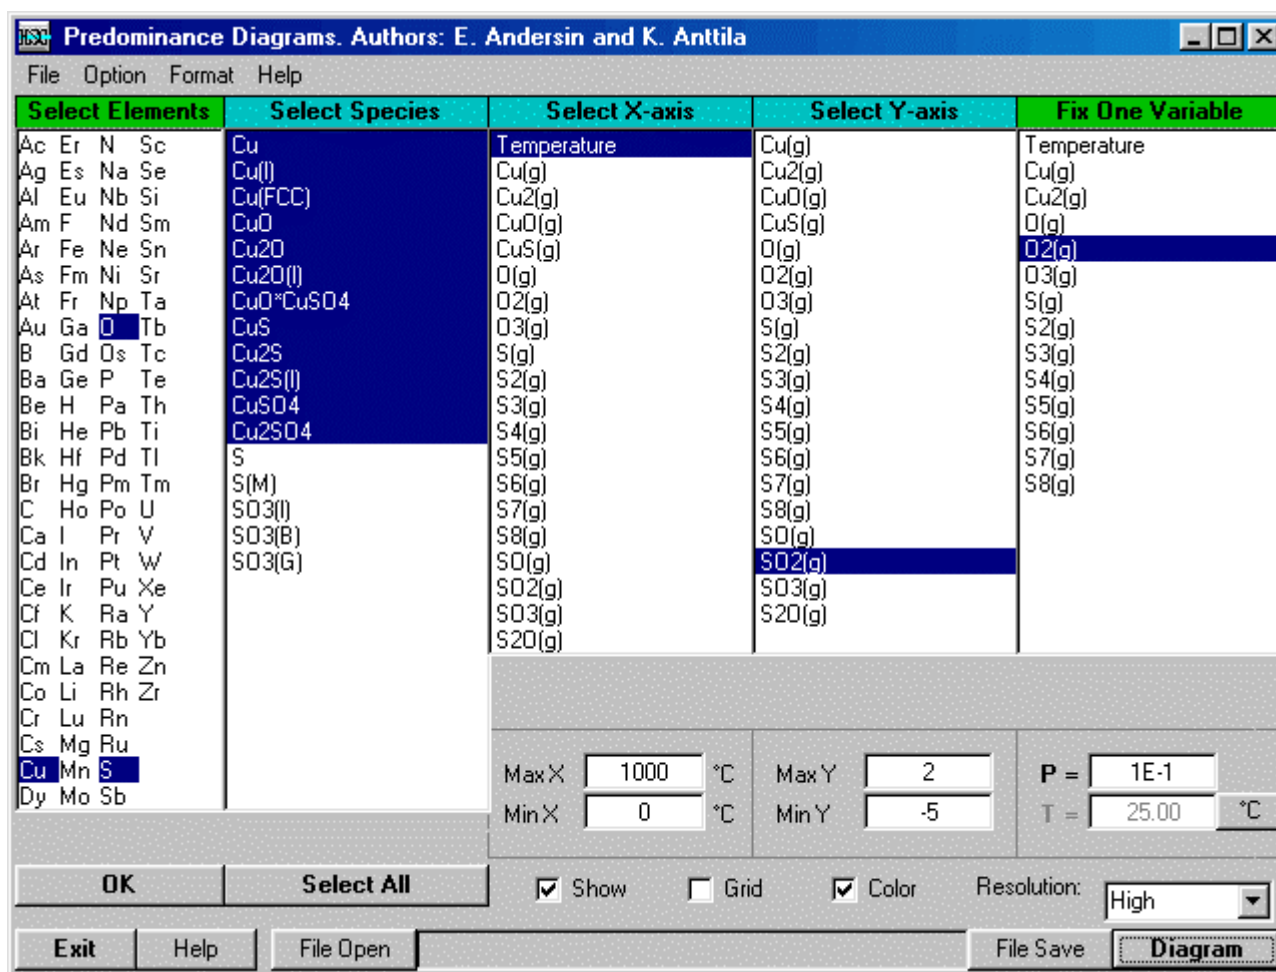 HSC Predominance Diagrams. Authors: E. Andersin and K. Anttila
File Option Format Help
Select Elements Select Species Select X-axis Select Y-axis Fix One Variable
Ac Er N Sc Cu Temperature Cu(g) Temperature
Ag Es Na Se Cu(l) Cu(g) Cu2(g) Cu(g)
Al Eu Nb Si Cu(FCC) Cu2(g) CuO(g) Cu2(g)
Am F Nd Sm CuO CuO(g) CuS(g) O(g)
Ar Fe Ne Sn Cu2O CuS(g) O(g) O2(g)
As Fm Ni Sr Cu2O(l) O(g) O2(g) O3(g)
At Fr Np Ta CuO*CuSO4 O2(g) O3(g) S(g)
Au Ga O Tb CuS O3(g) S(g) S2(g)
B Gd Os Tc Cu2S S(g) S2(g) S3(g)
Ba Ge P Te Cu2S(l) S2(g) S3(g) S4(g)
Be H Pa Th CuSO4 S3(g) S4(g) S5(g)
Bi He Pb Ti Cu2SO4 S4(g) S5(g) S6(g)
Bk Hf Pd Tl S S5(g) S6(g) S7(g)
Br Hg Pm Tm S(M) S6(g) S7(g) S8(g)
C Ho Po U SO3(l) S7(g) S8(g)
Ca I Pr V SO3(B) S8(g) SO(g)
Cd In Pt W SO3(G) SO(g) SO2(g)
Ce Ir Pu Xe SO2(g) SO3(g)
Cf K Ra Y SO3(g) S2O(g)
Cl Kr Rb Yb S2O(g)
Cm La Re Zn
Co Li Rh Zr
Cr Lu Rn
Cs Mg Ru
Cu Mn S
Dy Mo Sb
Max X 1000 °C Max Y 2 P = 1E-1
Min X 0 °C Min Y -5 T = 25.00 °C
OK Select All Show Grid Color Resolution: High
Exit Help File Open File Save Diagram